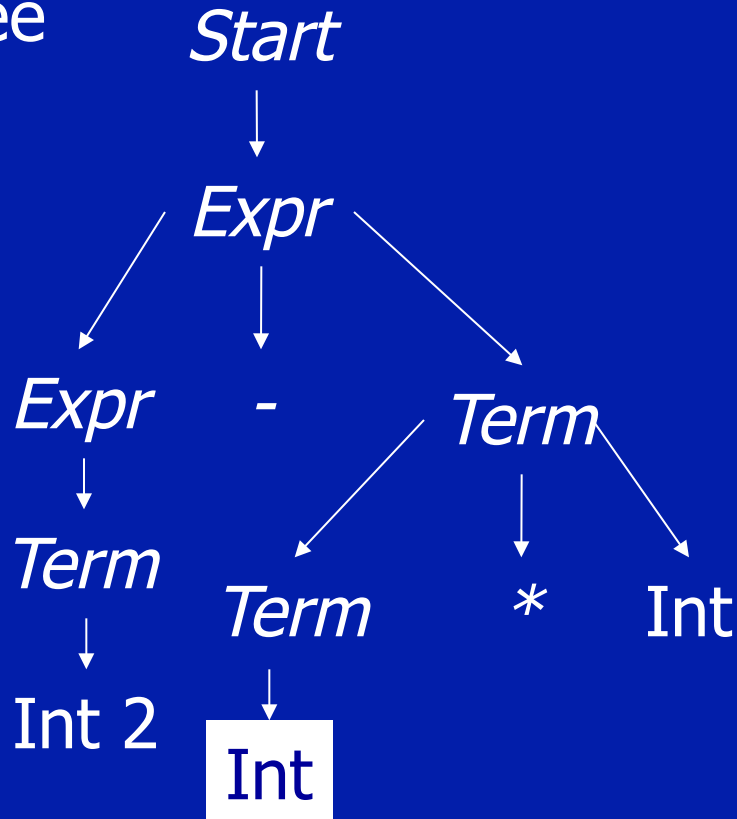 ee
Start
Expr
Expr - Term
Term
Term * Int
Int 2
Int